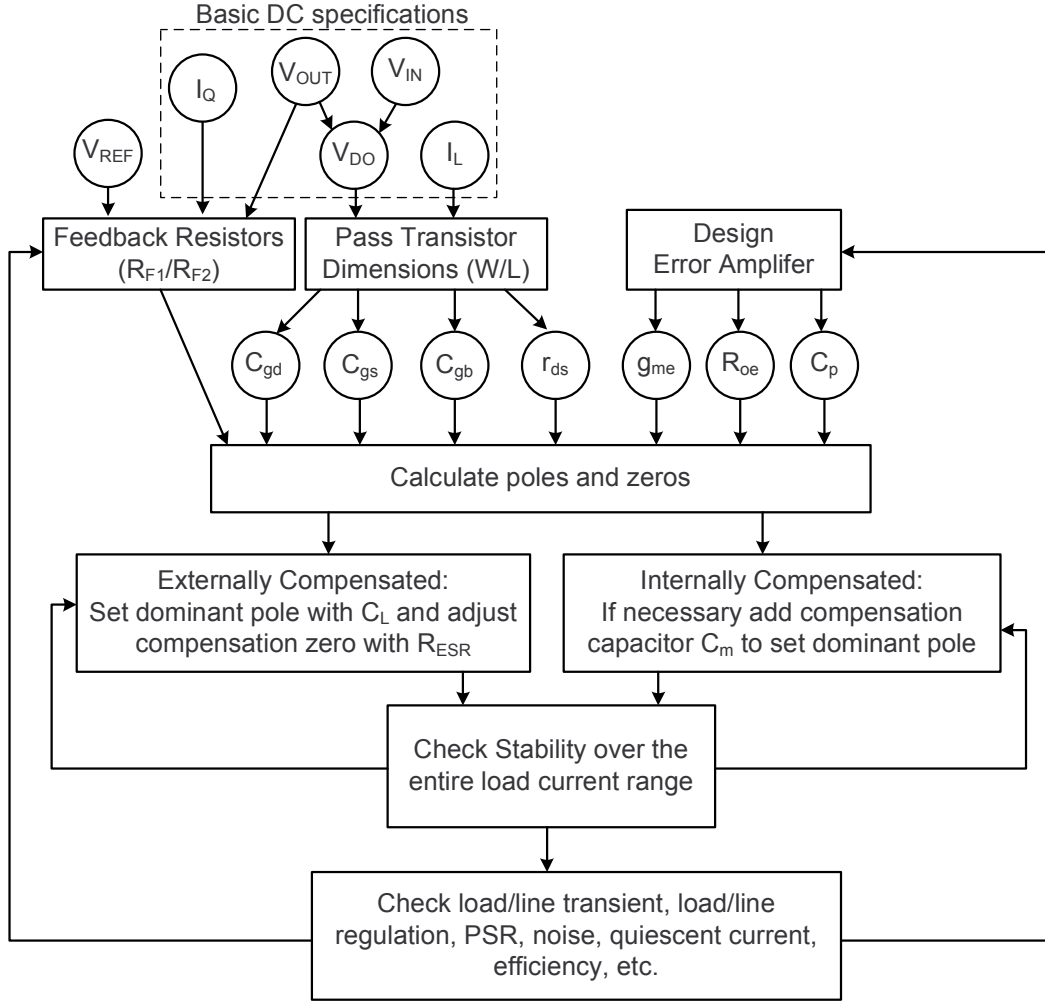 Basic DC specifications
I_Q
V_OUT
V_IN
V_REF
V_DO
I_L
Feedback Resistors
(R_F1/R_F2)
Pass Transistor
Dimensions (W/L)
Design
Error Amplifer
C_gd
C_gs
C_gb
r_ds
g_me
R_oe
C_p
Calculate poles and zeros
Externally Compensated:
Set dominant pole with C_L and adjust
compensation zero with R_ESR
Internally Compensated:
If necessary add compensation
capacitor C_m to set dominant pole
Check Stability over the
entire load current range
Check load/line transient, load/line
regulation, PSR, noise, quiescent current,
efficiency, etc.